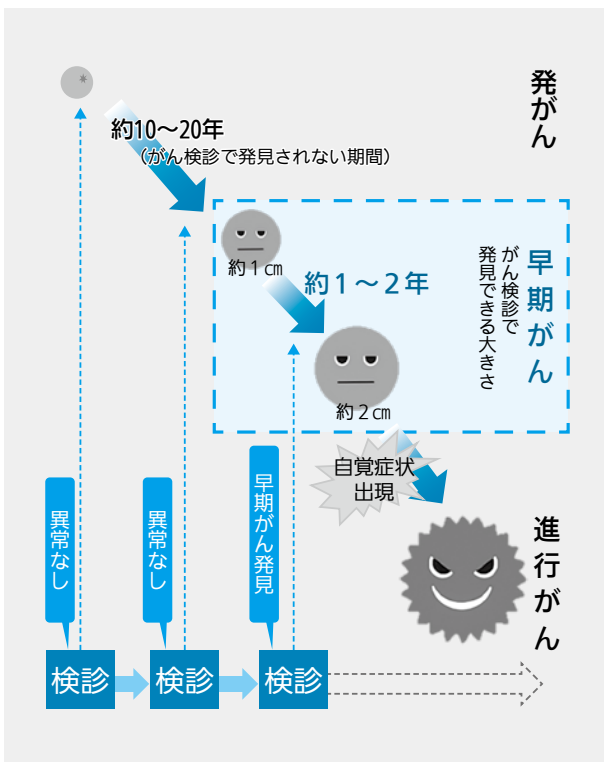 発がん
約10〜20年
（がん検診で発見されない期間）
早期がん
がん検診で
発見できる大きさ
約１㎝
約１〜２年
約２㎝
自覚症状
出現
進行がん
異常なし
異常なし
早期がん発見
検診
検診
検診